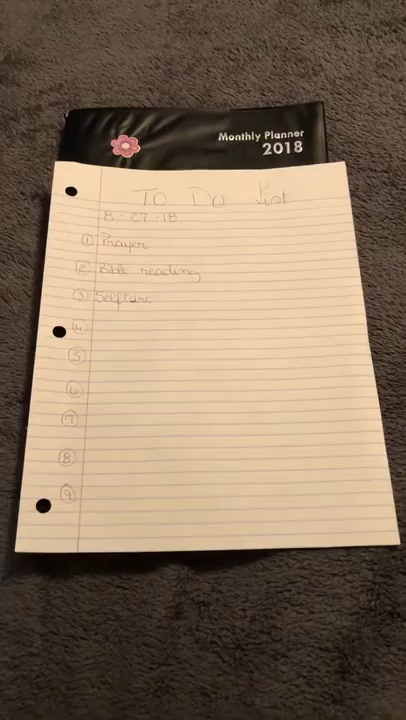 Monthly Planner
2018
To Do List
8-27-18
① Prayer
② Bible reading
③ Selfcare
④
⑤
⑥
⑦
⑧
⑨